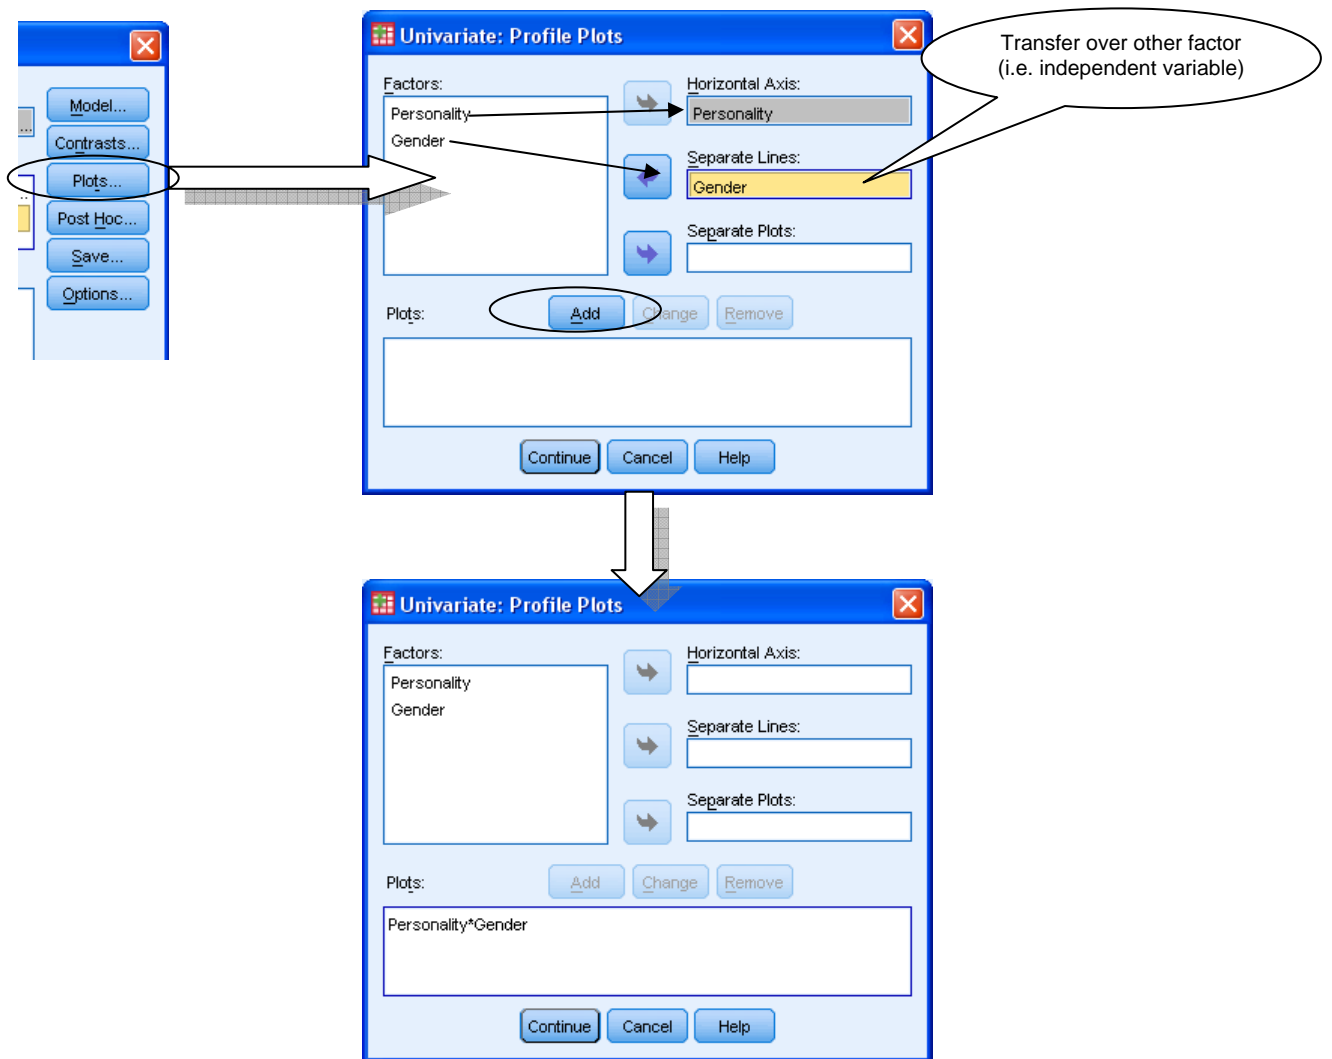 Model...
Contrasts...
Plots...
Post Hoc...
Save...
Options...
...
..
Univariate: Profile Plots
Factors:
Personality
Gender
Horizontal Axis:
Personality
Separate Lines:
Gender
Separate Plots:
Plots:
Add
Change
Remove
Continue
Cancel
Help
Transfer over other factor
(i.e. independent variable)
Univariate: Profile Plots
Factors:
Personality
Gender
Horizontal Axis:
Separate Lines:
Separate Plots:
Plots:
Add
Change
Remove
Personality*Gender
Continue
Cancel
Help